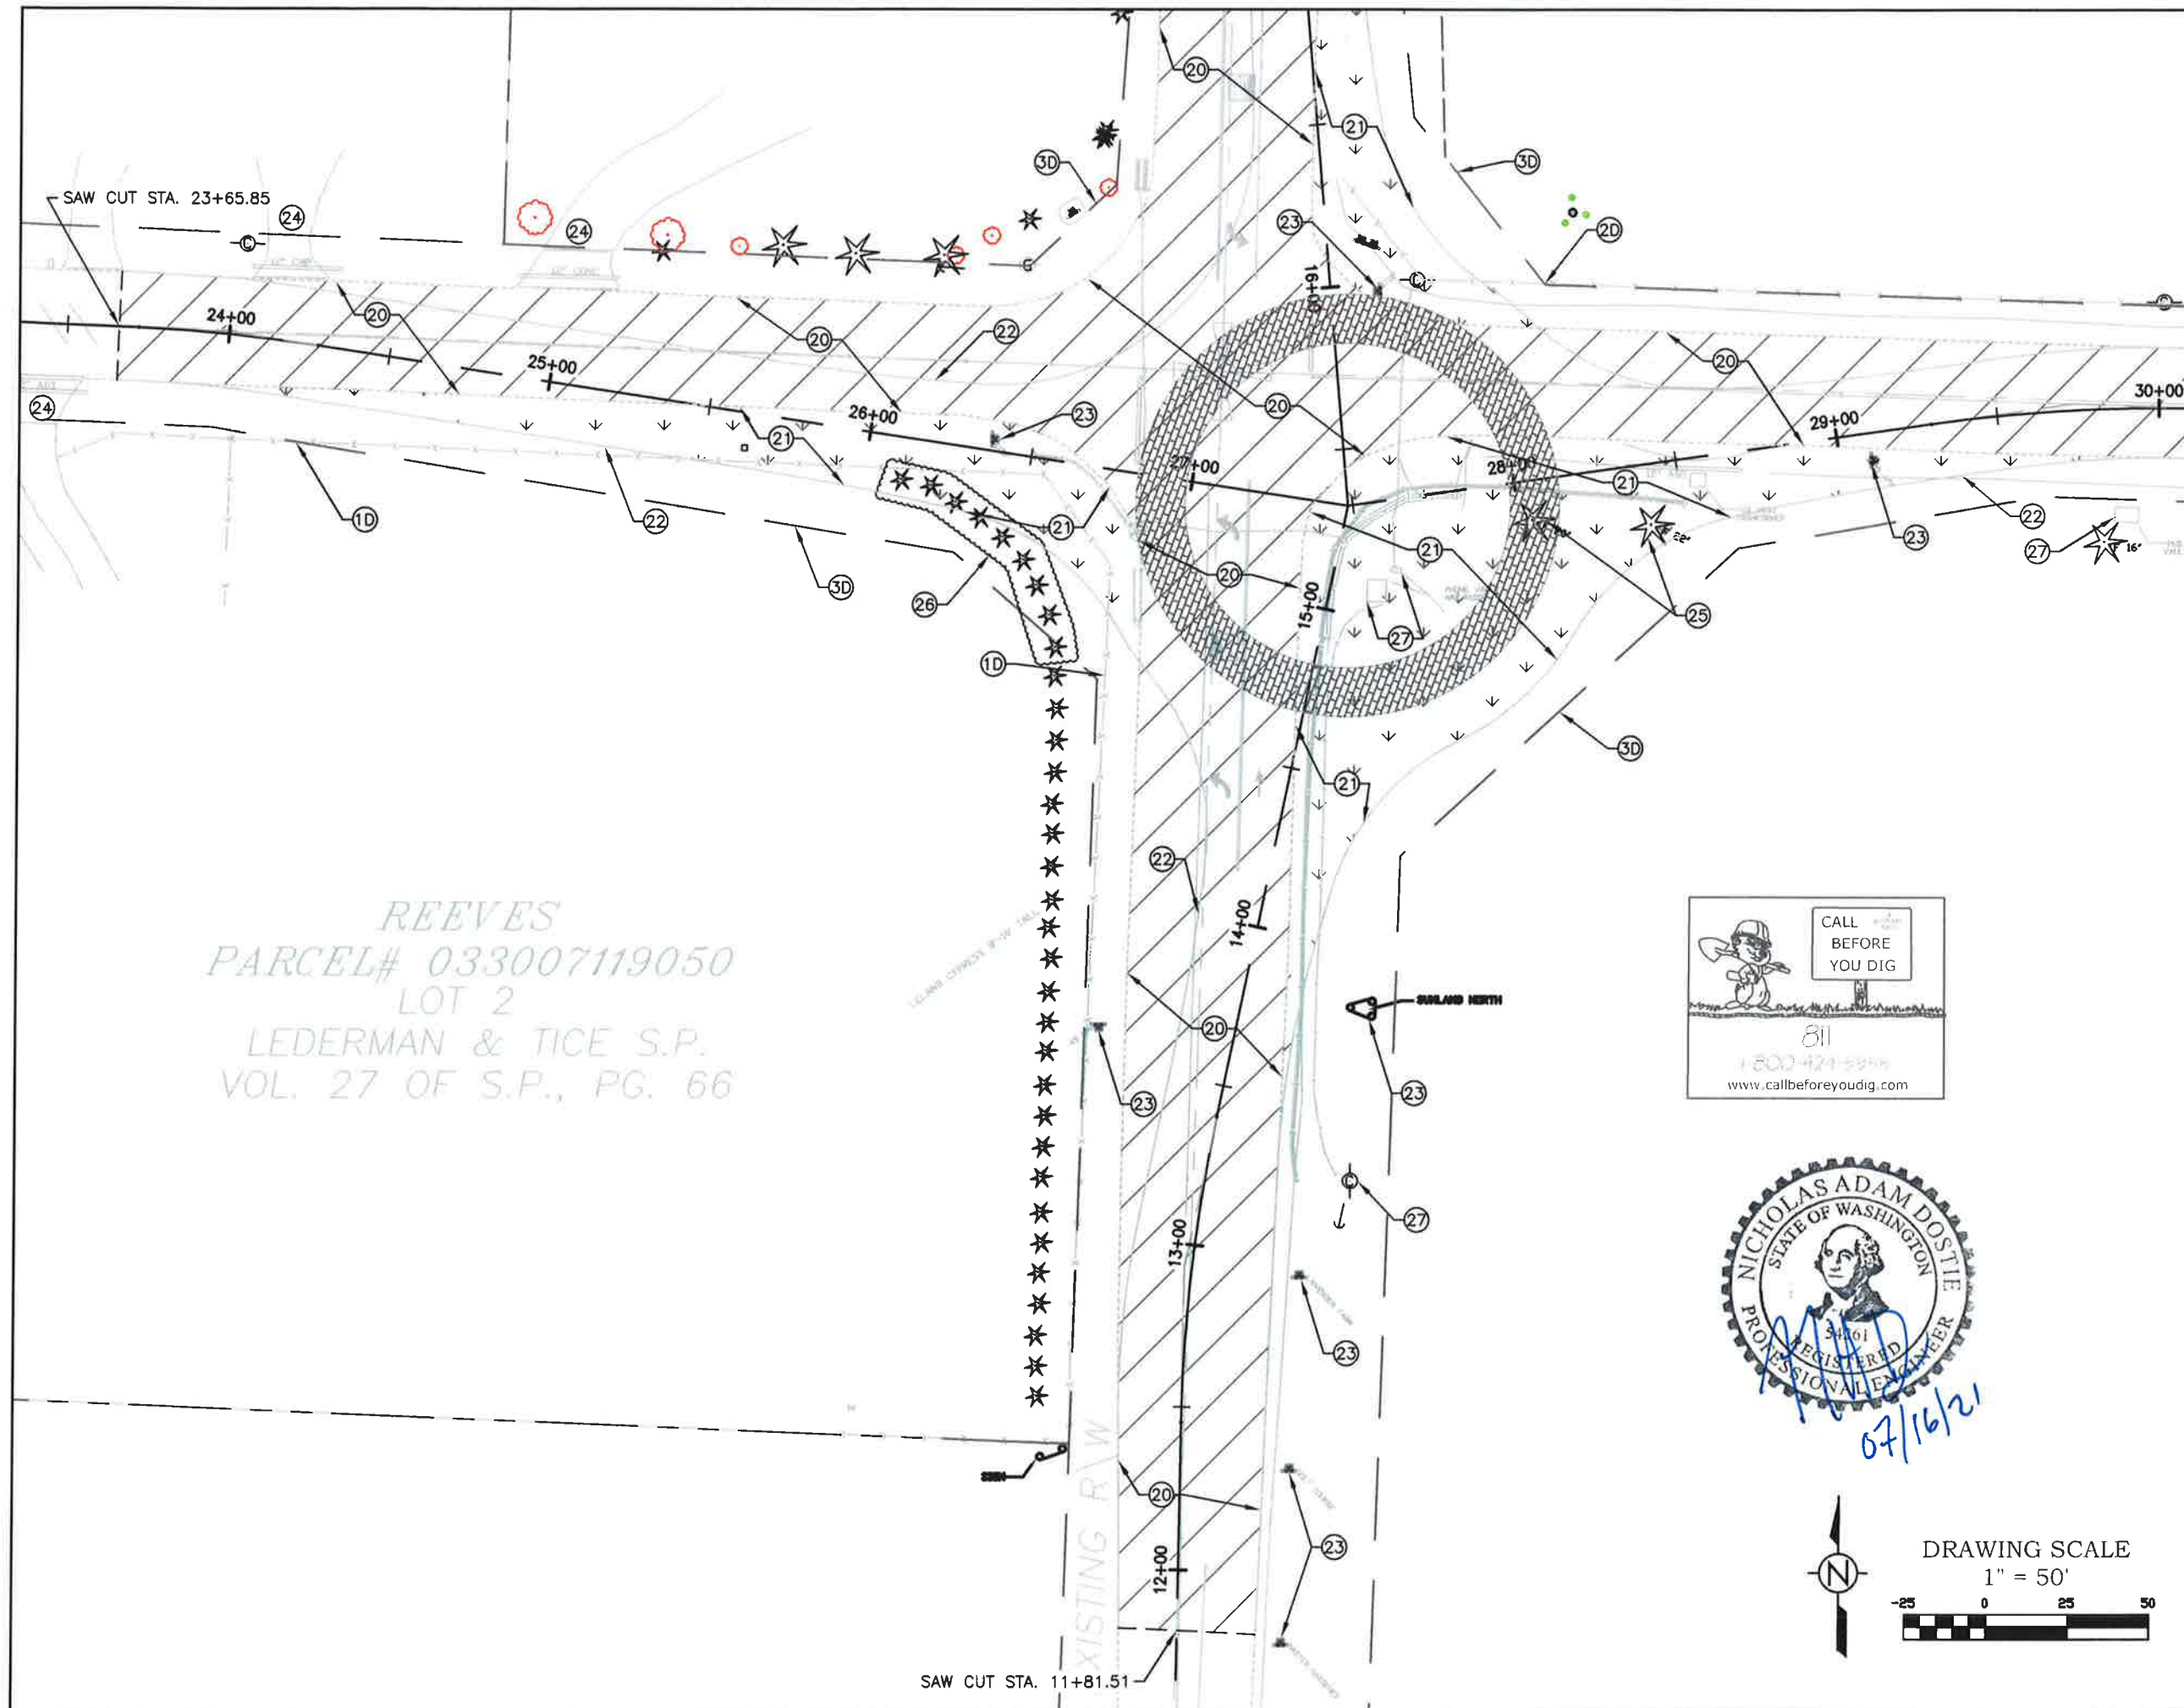 20
21
3D
3D
SAW CUT STA. 23+65.85
24
24
23
2D
16+00
24+00
20
20
22
20
25+00
30+00
24
26+00
23
20
29+00
21
27+00
28+00
21
1D
22
21
22
23
27
16"
22"
3D
26
20
21
15+00
25
27
1D
3D
21
22
14+00
REEVES
PARCEL# 033007119050
LOT 2
LEDERMAN & TICE S.P.
VOL. 27 OF S.P., PG. 66
CALL
BEFORE
YOU DIG
811
www.callbeforeyoudig.com
SUNLAND NORTH
20
23
23
27
13+00
23
NICHOLAS ADAM DOSTIE
STATE OF WASHINGTON
REGISTERED
PROFESSIONAL ENGINEER
07/16/21
EXISTING R/W
20
23
12+00
N
DRAWING SCALE
1" = 50'
-25 0 25 50
SAW CUT STA. 11+81.51